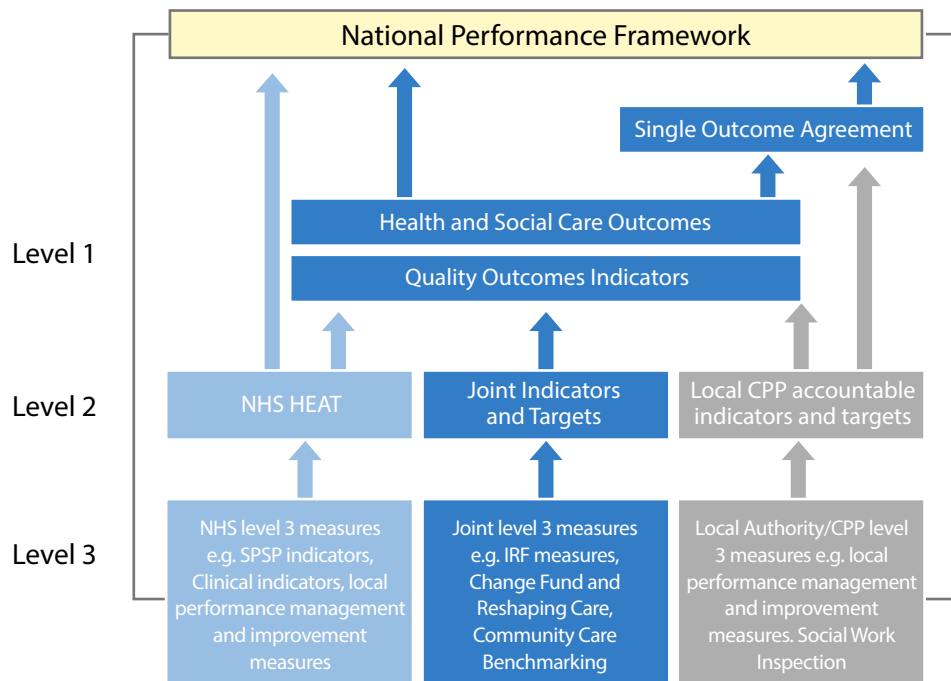 National Performance Framework
Single Outcome Agreement
Health and Social Care Outcomes
Level 1
Quality Outcomes Indicators
Level 2
NHS HEAT
Joint Indicators
and Targets
Local CPP accountable
indicators and targets
Level 3
NHS level 3 measures
e.g. SPSP indicators,
Clinical indicators, local
performance management
and improvement
measures
Joint level 3 measures
e.g. IRF measures,
Change Fund and
Reshaping Care,
Community Care
Benchmarking
Local Authority/CPP level
3 measures e.g. local
performance management
and improvement
measures. Social Work
Inspection